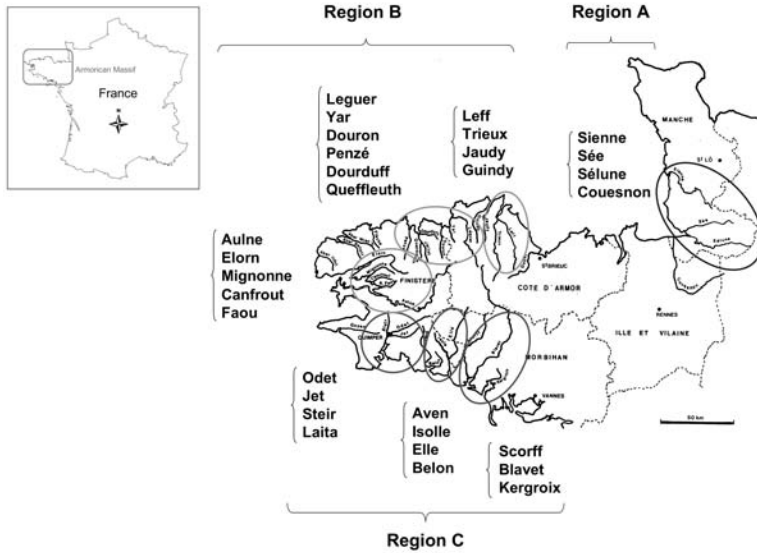 Region B
Region A
Armorican Massif
France
N
Leguer
Yar
Douron
Penzé
Dourduff
Queffleuth
Leff
Trieux
Jaudy
Guindy
Sienne
Sée
Sélune
Couesnon
MANCHE
ST LÔ
Aulne
Elorn
Mignonne
Canfrout
Faou
FINISTERE
ST BRIEUC
COTE D'ARMOR
RENNES
ILLE ET VILAINE
QUIMPER
MORBIHAN
VANNES
50 km
Odet
Jet
Steir
Laita
Aven
Isolle
Elle
Belon
Scorff
Blavet
Kergroix
Region C